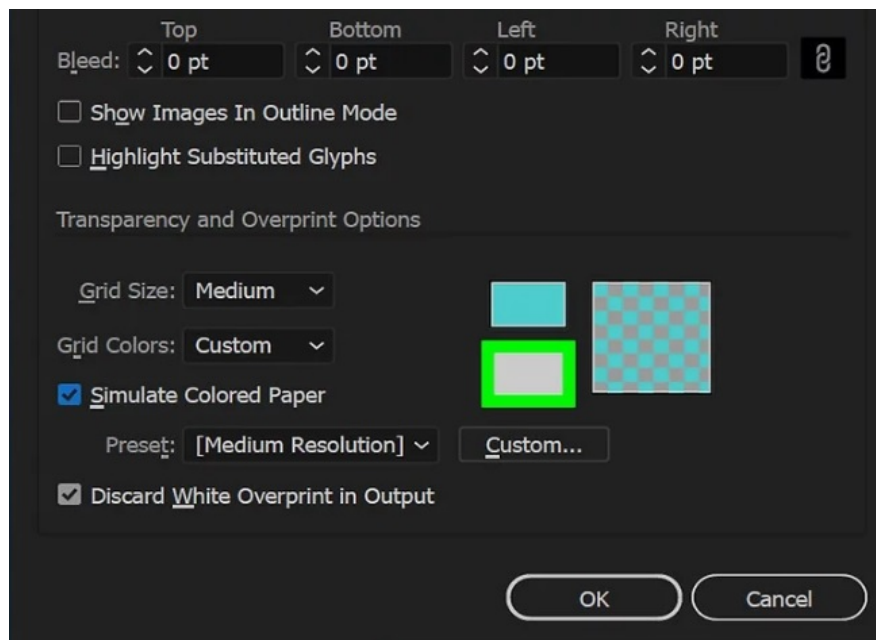 Top Bottom Left Right
Bleed: 0 pt 0 pt 0 pt 0 pt
Show Images In Outline Mode
Highlight Substituted Glyphs
Transparency and Overprint Options
Grid Size: Medium
Grid Colors: Custom
Simulate Colored Paper
Preset: [Medium Resolution] Custom...
Discard White Overprint in Output
OK Cancel